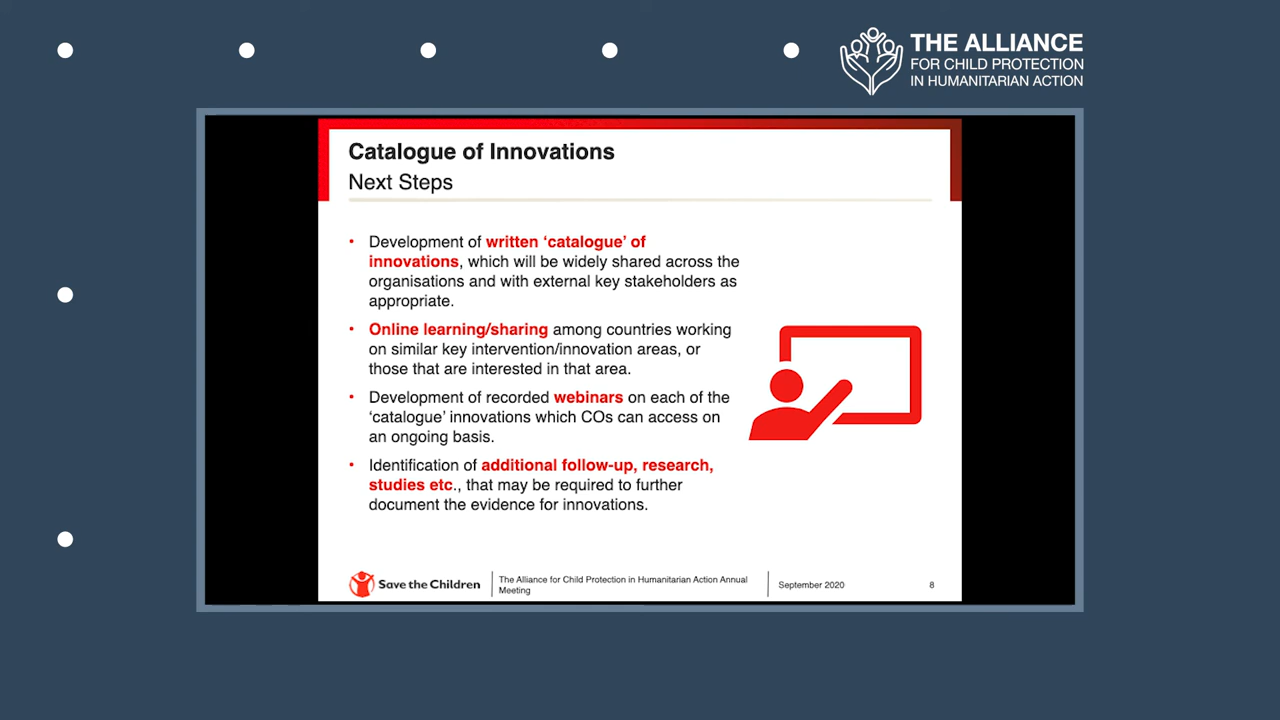 THE ALLIANCE
FOR CHILD PROTECTION
IN HUMANITARIAN ACTION
Catalogue of Innovations
Next Steps
• Development of written ‘catalogue’ of
innovations, which will be widely shared across the
organisations and with external key stakeholders as
appropriate.
• Online learning/sharing among countries working
on similar key intervention/innovation areas, or
those that are interested in that area.
• Development of recorded webinars on each of the
‘catalogue’ innovations which COs can access on
an ongoing basis.
• Identification of additional follow-up, research,
studies etc., that may be required to further
document the evidence for innovations.
Save the Children
The Alliance for Child Protection in Humanitarian Action Annual
Meeting
September 2020
8